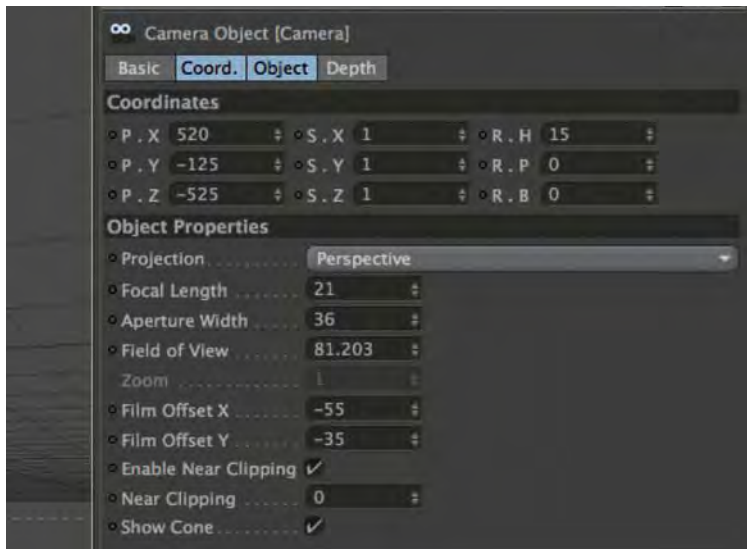 Camera Object [Camera]
Basic Coord. Object Depth
Coordinates
P . X 520 S . X 1 R . H 15
P . Y -125 S . Y 1 R . P 0
P . Z -525 S . Z 1 R . B 0
Object Properties
Projection Perspective
Focal Length 21
Aperture Width 36
Field of View 81.203
Zoom 1
Film Offset X -55
Film Offset Y -35
Enable Near Clipping
Near Clipping 0
Show Cone